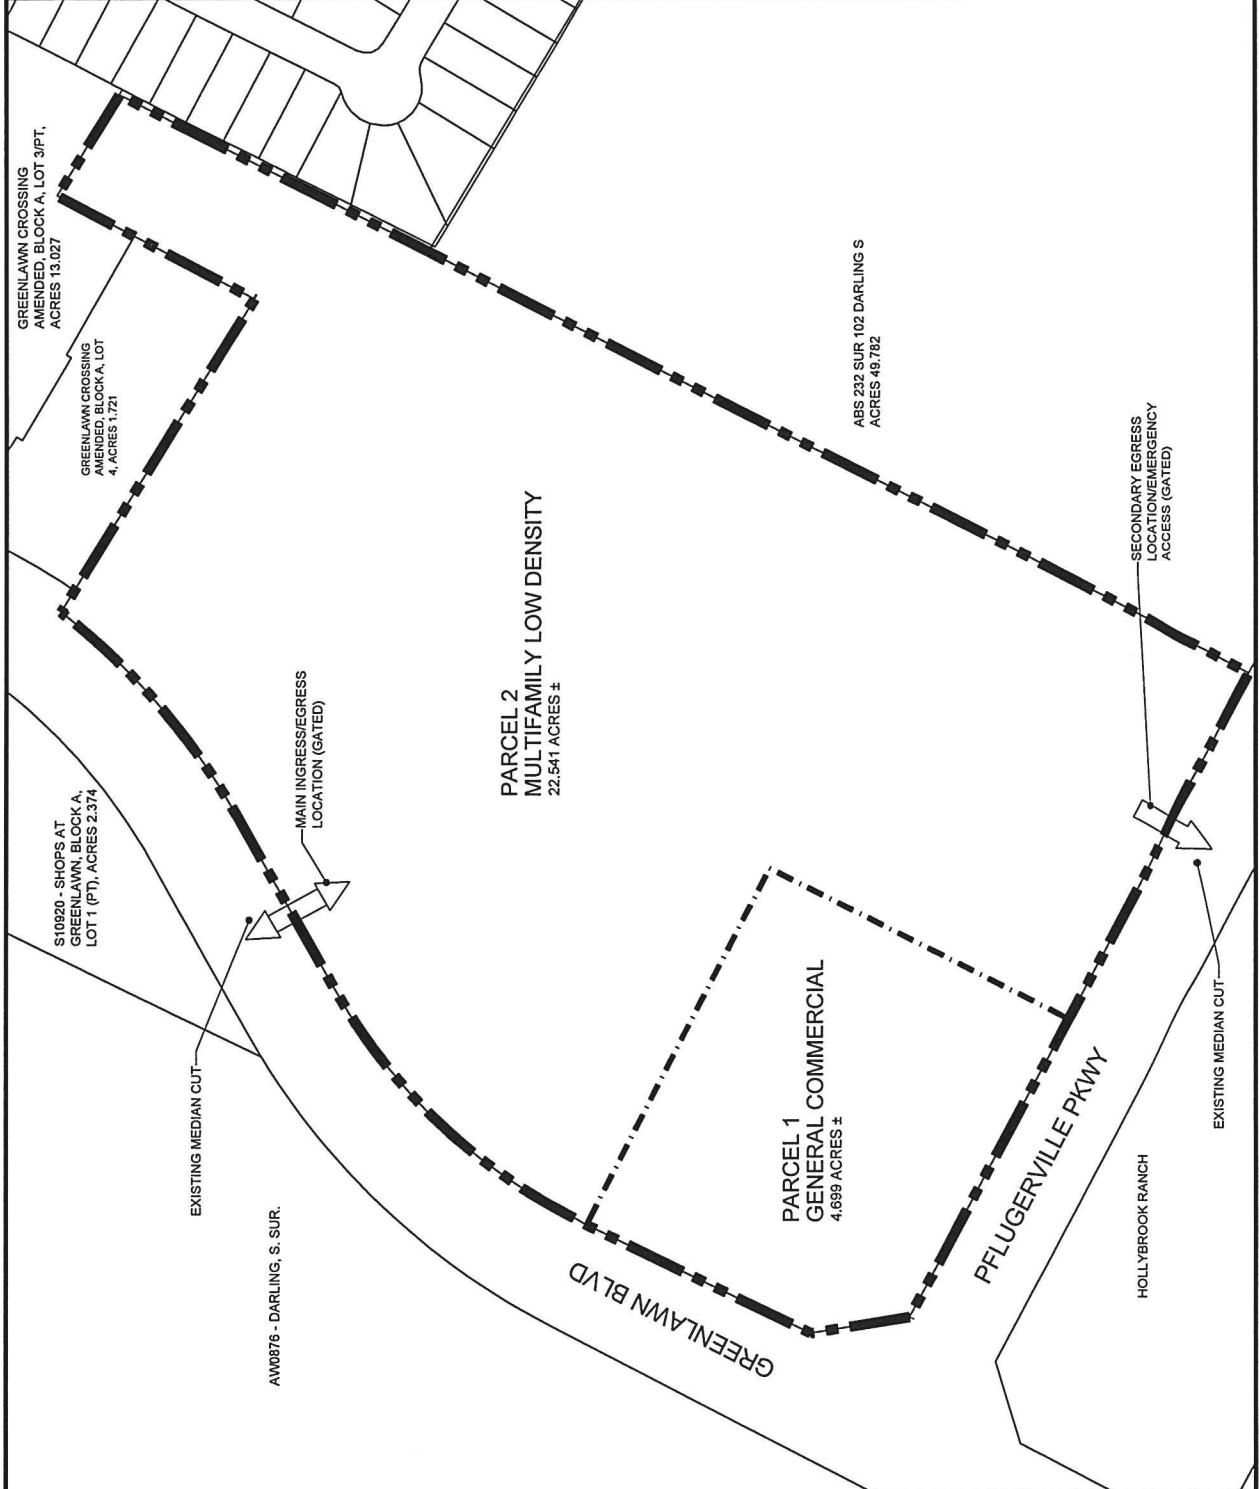 GREENLAWN CROSSING
AMENDED, BLOCK A, LOT 3/PT,
ACRES 13.027
GREENLAWN CROSSING
AMENDED, BLOCK A, LOT
4, ACRES 1.721
S10920 - SHOPS AT
GREENLAWN, BLOCK A,
LOT 1 (PT), ACRES 2.374
MAIN INGRESS/EGRESS
LOCATION (GATED)
EXISTING MEDIAN CUT
AW0876 - DARLING, S. SUR.
PARCEL 2
MULTIFAMILY LOW DENSITY
22.541 ACRES ±
ABS 232 SUR 102 DARLING S
ACRES 49.782
SECONDARY EGRESS
LOCATION/EMERGENCY
ACCESS (GATED)
PARCEL 1
GENERAL COMMERCIAL
4.699 ACRES ±
GREENLAWN BLVD
PFLUGERVILLE PKWY
HOLLYBROOK RANCH
EXISTING MEDIAN CUT